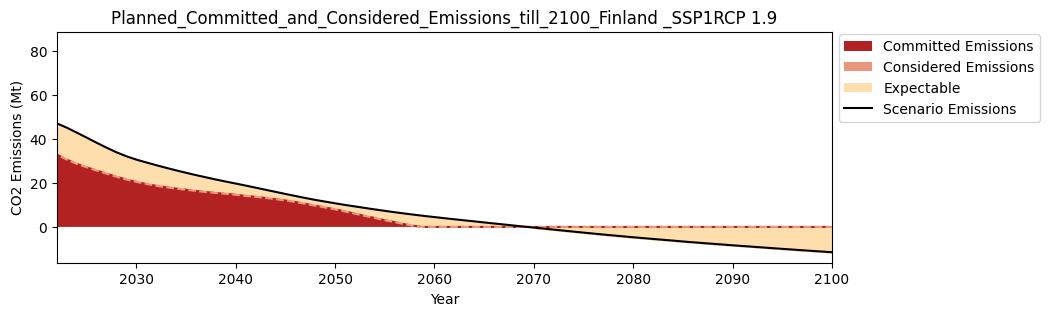 Planned_Committed_and_Considered_Emissions_till_2100_Finland _SSP1RCP 1.9
Committed Emissions
Considered Emissions
Expectable
Scenario Emissions
CO2 Emissions (Mt)
80
60
40
20
0
2030 2040 2050 2060 2070 2080 2090 2100
Year